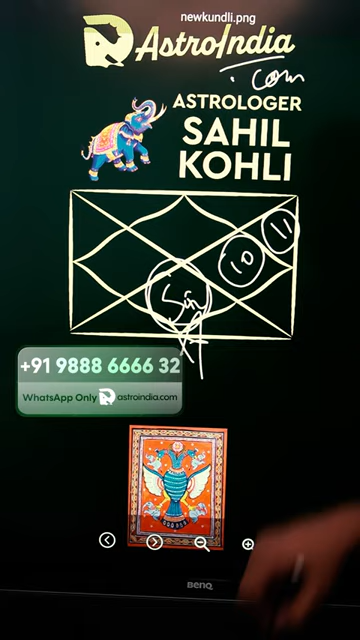 newkundli.png
AstroIndia
.com
ASTROLOGER
SAHIL
KOHLI
11
10
Sun
+91 9888 6666 32
WhatsApp Only astroindia.com
BenQ